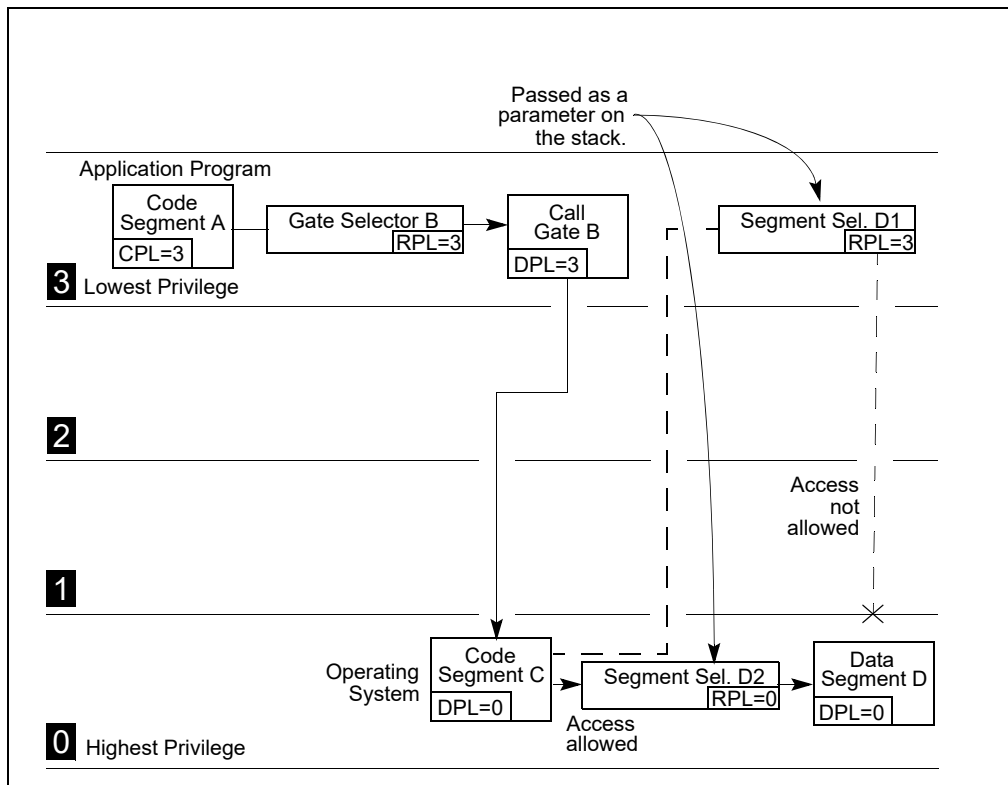 Passed as a
parameter on
the stack.
Application Program
Code
Segment A
CPL=3
Gate Selector B
RPL=3
Call
Gate B
DPL=3
Segment Sel. D1
RPL=3
3 Lowest Privilege
2
Access
not
allowed
1
Operating
System
Code
Segment C
DPL=0
Segment Sel. D2
RPL=0
Access
allowed
Data
Segment D
DPL=0
0 Highest Privilege